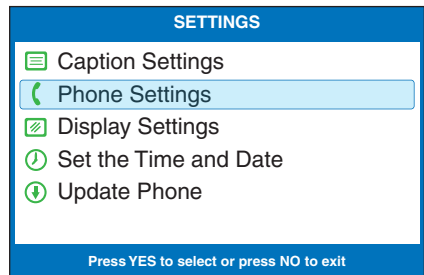 SETTINGS
Caption Settings
Phone Settings
Display Settings
Set the Time and Date
Update Phone
Press YES to select or press NO to exit